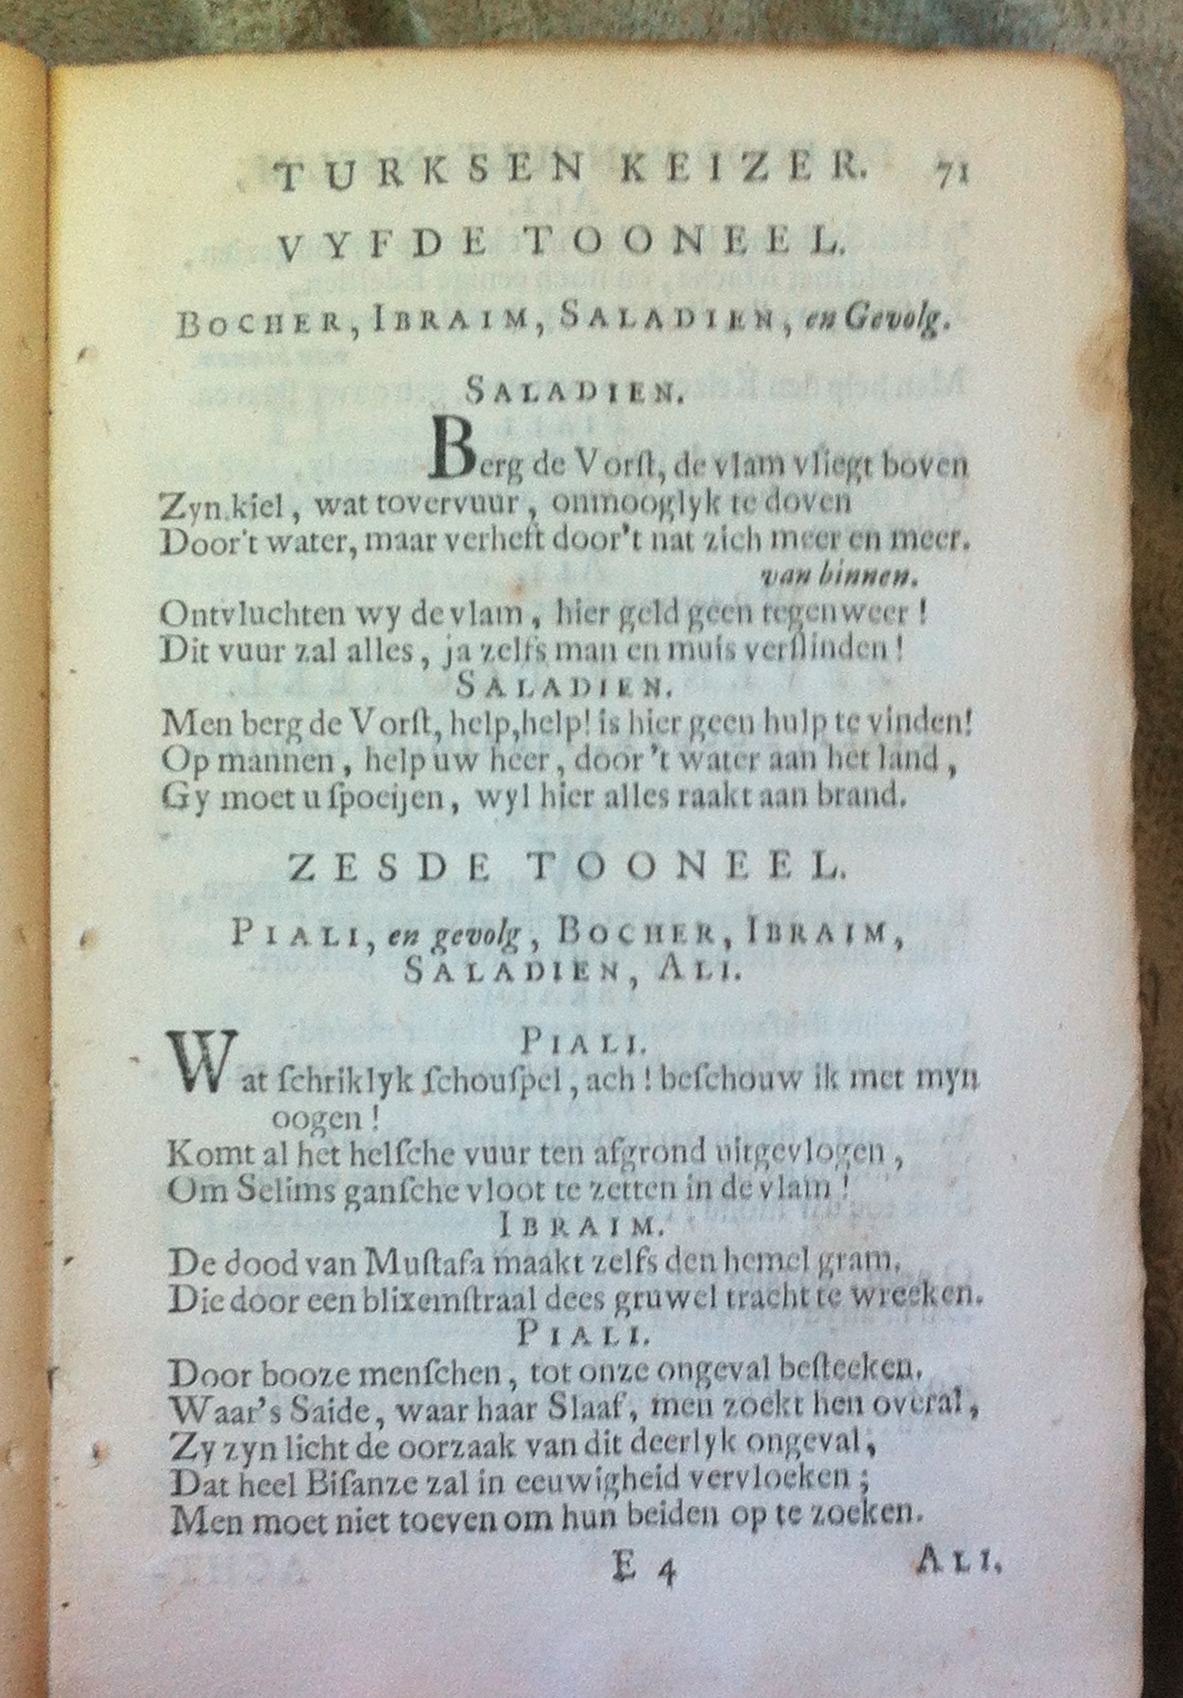 TURKSEN KEIZER. 71
VYFDE TOONEEL.
BOCHER, IBRAIM, SALADIEN, en Gevolg.
SALADIEN.
Berg de Vorſt, de vlam vliegt boven
Zyn kiel, wat tovervuur, onmooglyk te doven
Door't water, maar verheft door't nat zich meer en meer.
van binnen.
Ontvluchten wy de vlam, hier geld geen tegenweer!
Dit vuur zal alles, ja zelfs man en muis verſlinden!
SALADIEN.
Men berg de Vorſt, help, help! is hier geen hulp te vinden!
Op mannen, help uw heer, door 't water aan het land,
Gy moet u ſpoeijen, wyl hier alles raakt aan brand.
ZESDE TOONEEL.
PIALI, en gevolg, BOCHER, IBRAIM,
SALADIEN, ALI.
PIALI.
Wat ſchriklyk ſchouſpel, ach! beſchouw ik met myn
oogen!
Komt al het helſche vuur ten afgrond uitgevlogen,
Om Selims ganſche vloot te zetten in de vlam!
IBRAIM.
De dood van Muſtafa maakt zelfs den hemel gram,
Die door een blixemſtraal dees gruwel tracht te wreeken.
PIALI.
Door booze menſchen, tot onze ongeval beſteeken.
Waar's Saide, waar haar Slaaf, men zoekt hen overal,
Zy zyn licht de oorzaak van dit deerlyk ongeval,
Dat heel Biſanze zal in eeuwigheid vervloeken;
Men moet niet toeven om hun beiden op te zoeken.
E 4 ALI.